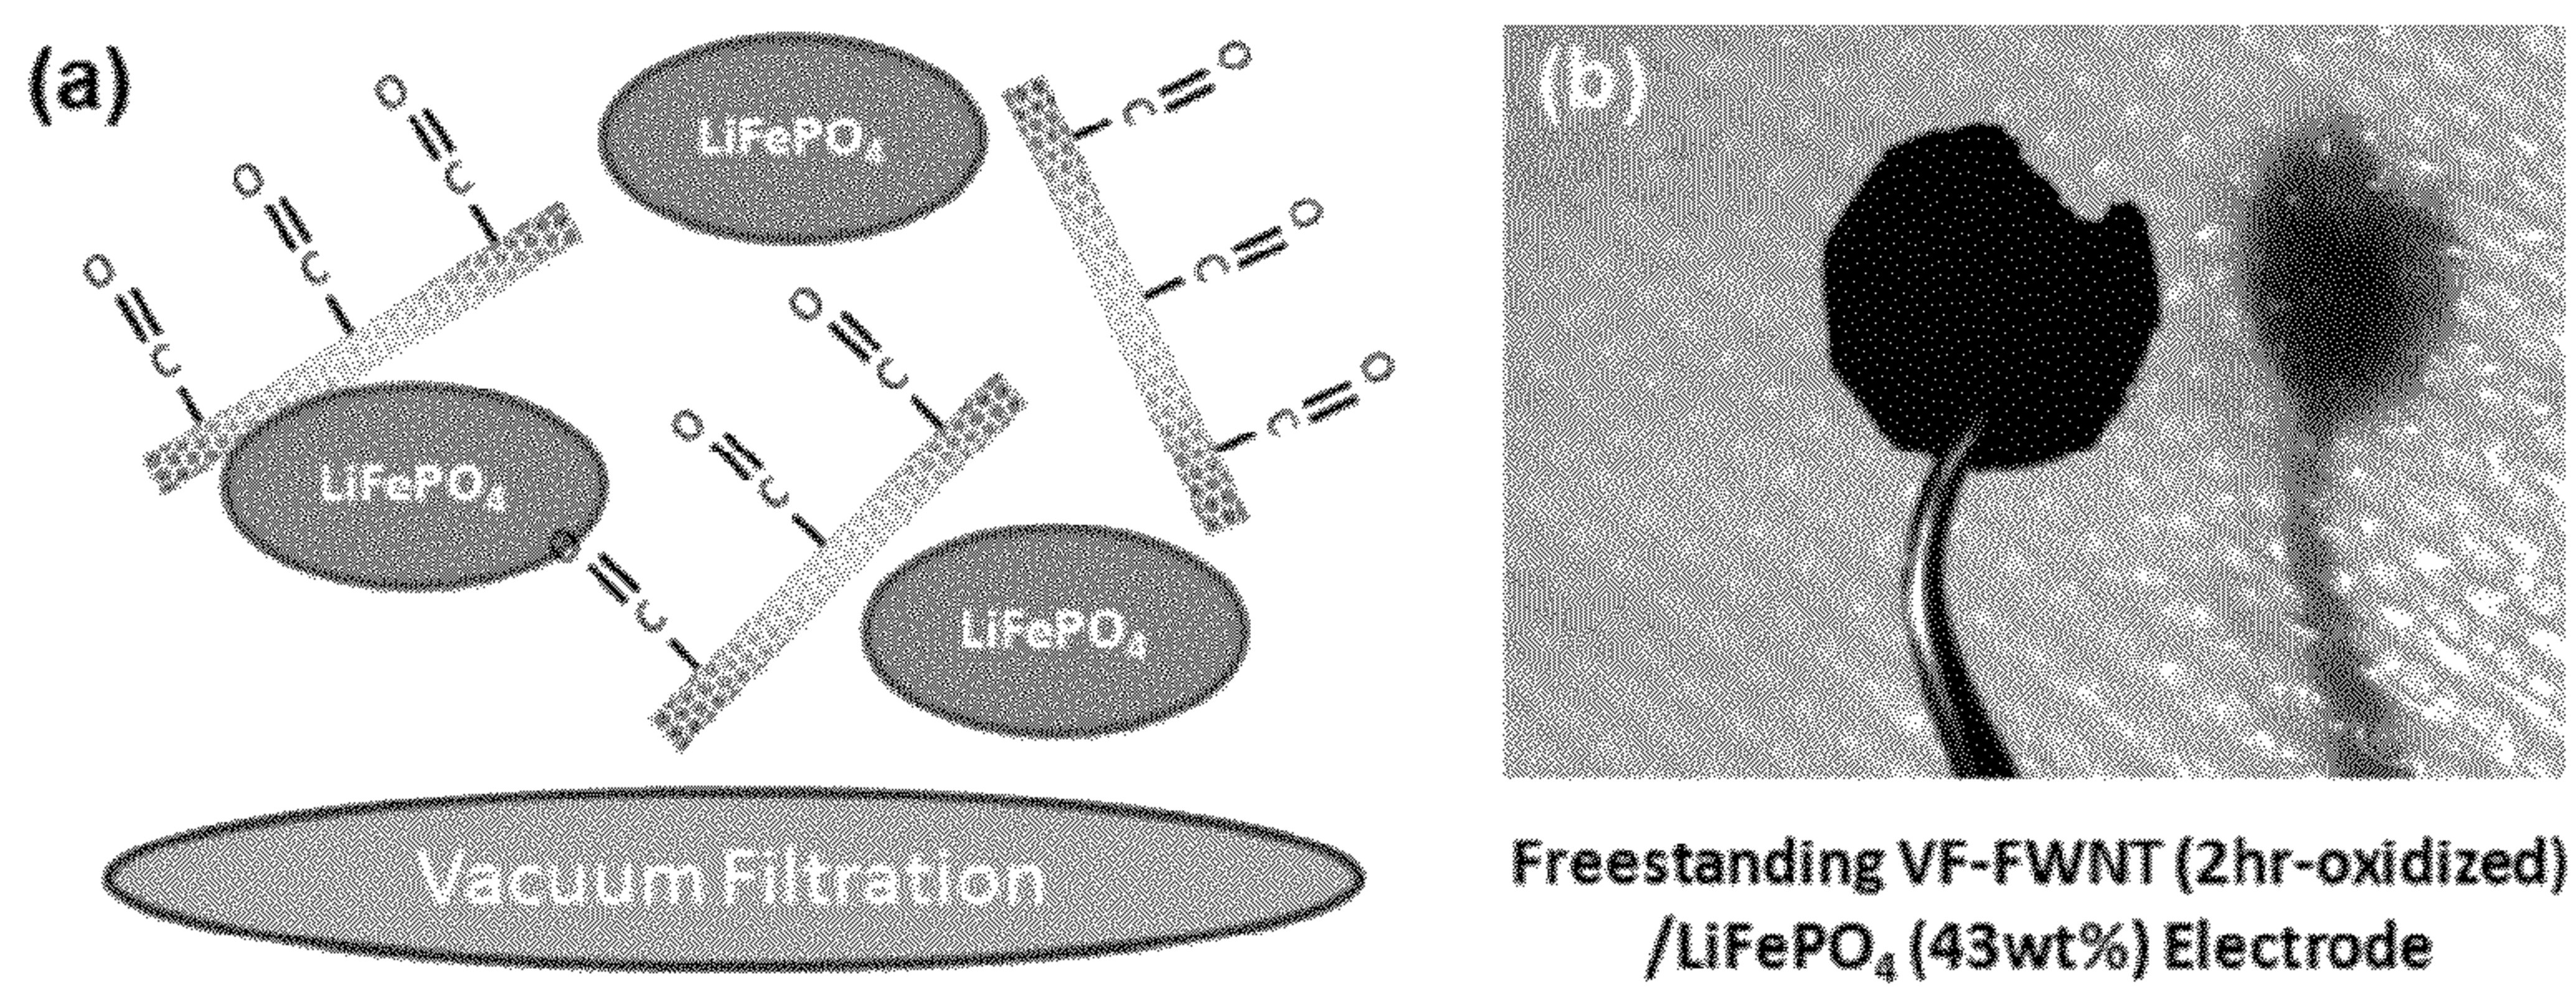 (a)
O=C
O=C
O=C
LiFePO₄
C=O
C=O
C=O
LiFePO₄
O=C
O=C
O=C
LiFePO₄
Vacuum Filtration
(b)
Freestanding VF-FWNT (2hr-oxidized)
/LiFePO₄ (43wt%) Electrode